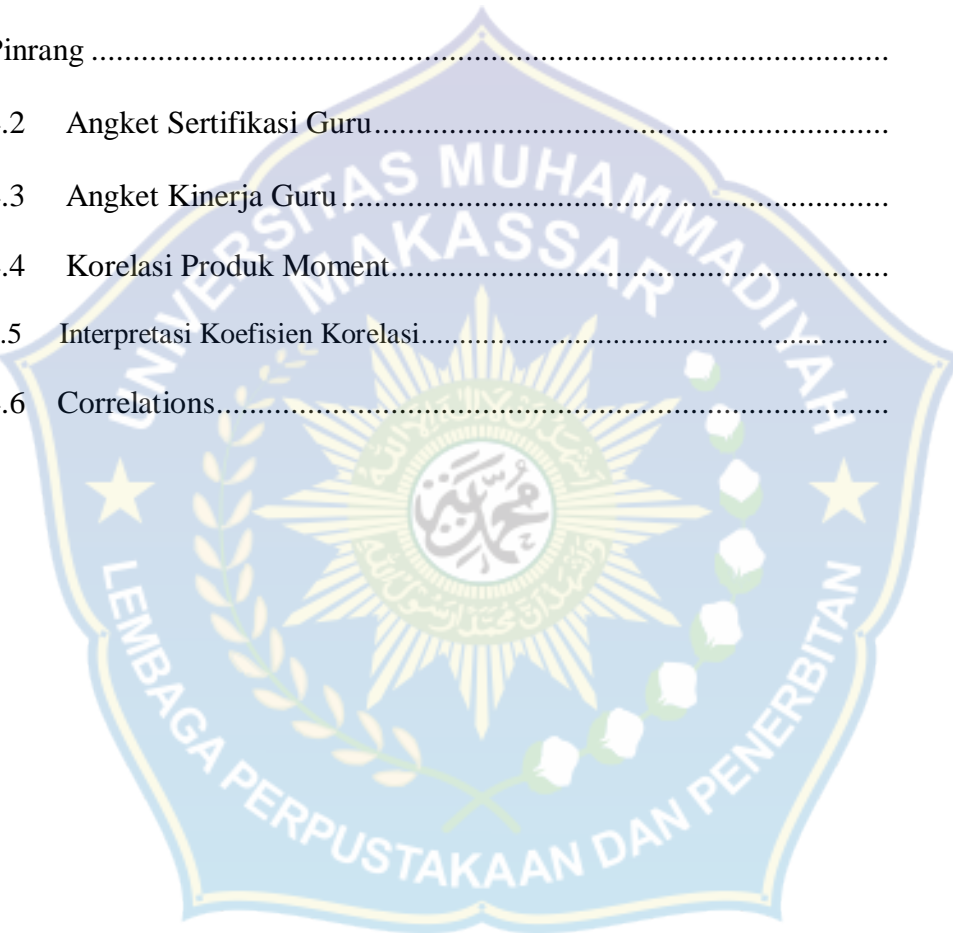 Pinrang ................................................................................................
.2 Angket Sertifikasi Guru..............................................................
.3 Angket Kinerja Guru ..................................................................
.4 Korelasi Produk Moment............................................................
.5 Interpretasi Koefisien Korelasi........................................................
.6 Correlations.................................................................................
UNIVERSITAS MUHAMMADIYAH
MAKASSAR
LEMBAGA PERPUSTAKAAN DAN PENERBITAN